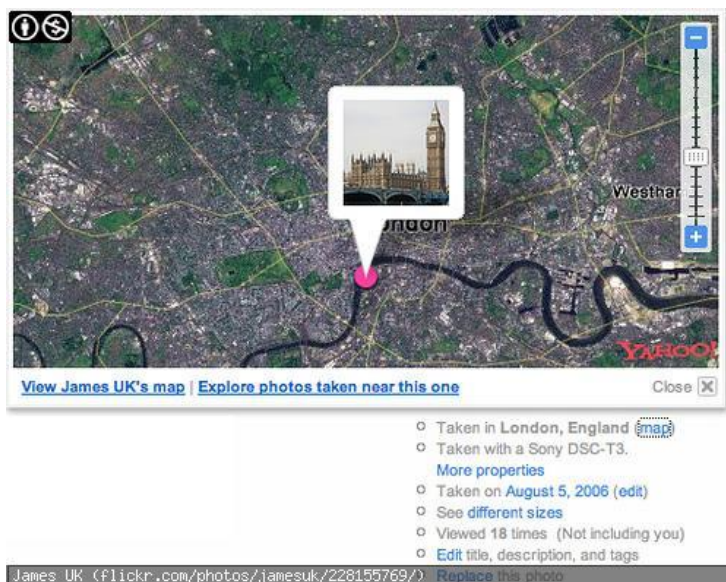 Westham
London
YAHOO!
View James UK's map | Explore photos taken near this one
Close
Taken in London, England (map)
Taken with a Sony DSC-T3.
More properties
Taken on August 5, 2006 (edit)
See different sizes
Viewed 18 times (Not including you)
Edit title, description, and tags
Replace this photo
James UK (flickr.com/photos/jamesuk/228155769/)